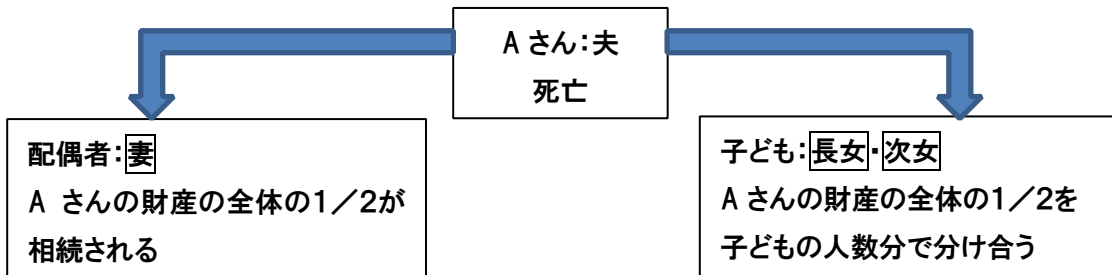 Aさん:夫
死亡
配偶者:妻
A さんの財産の全体の1/2が
相続される
子ども:長女・次女
Aさんの財産の全体の1/2を
子どもの人数分で分け合う